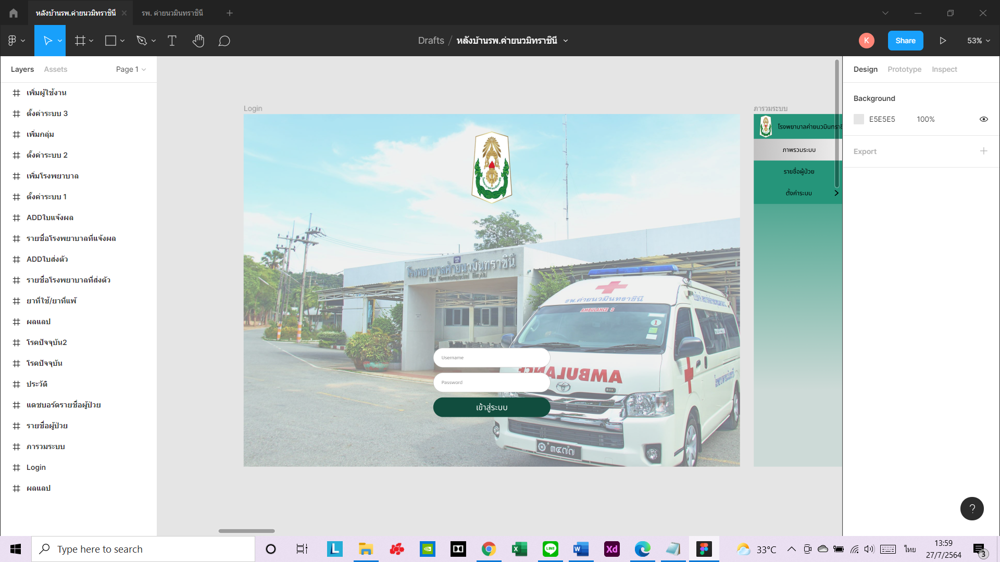 หลังบ้านรพ.ค่ายนวมิทราชินี
รพ. ค่ายนวมินทราชินี
Drafts / หลังบ้านรพ.ค่ายนวมิทราชินี
K
Share
53%
Layers
Assets
Page 1
Design
Prototype
Inspect
เพิ่มผู้ใช้งาน
ตั้งค่าระบบ 3
เพิ่มกลุ่ม
ตั้งค่าระบบ 2
เพิ่มโรงพยาบาล
ตั้งค่าระบบ 1
ADDใบแจ้งผล
รายชื่อโรงพยาบาลที่แจ้งผล
ADDใบส่งตัว
รายชื่อโรงพยาบาลที่ส่งตัว
ยาที่ใช้/ยาที่แพ้
ผลแลป
โรคปัจจุบัน2
โรคปัจจุบัน
ประวัติ
แดชบอร์ดรายชื่อผู้ป่วย
รายชื่อผู้ป่วย
ภารวมระบบ
Login
ผลแลป
Login
โรงพยาบาลค่ายนวมินทราชินี
รพ.ค่ายนวมินทราชินี
AMBULANCE 3
1
AMBULANCE
๓๔๗๗
Username
Password
เข้าสู่ระบบ
ภารวมระบบ
โรงพยาบาลค่ายนวมินทราชิ
ภาพรวมระบบ
รายชื่อผู้ป่วย
ตั้งค่าระบบ
Background
E5E5E5
100%
Export
?
Type here to search
33°C
ไทย
13:59
27/7/2564
3